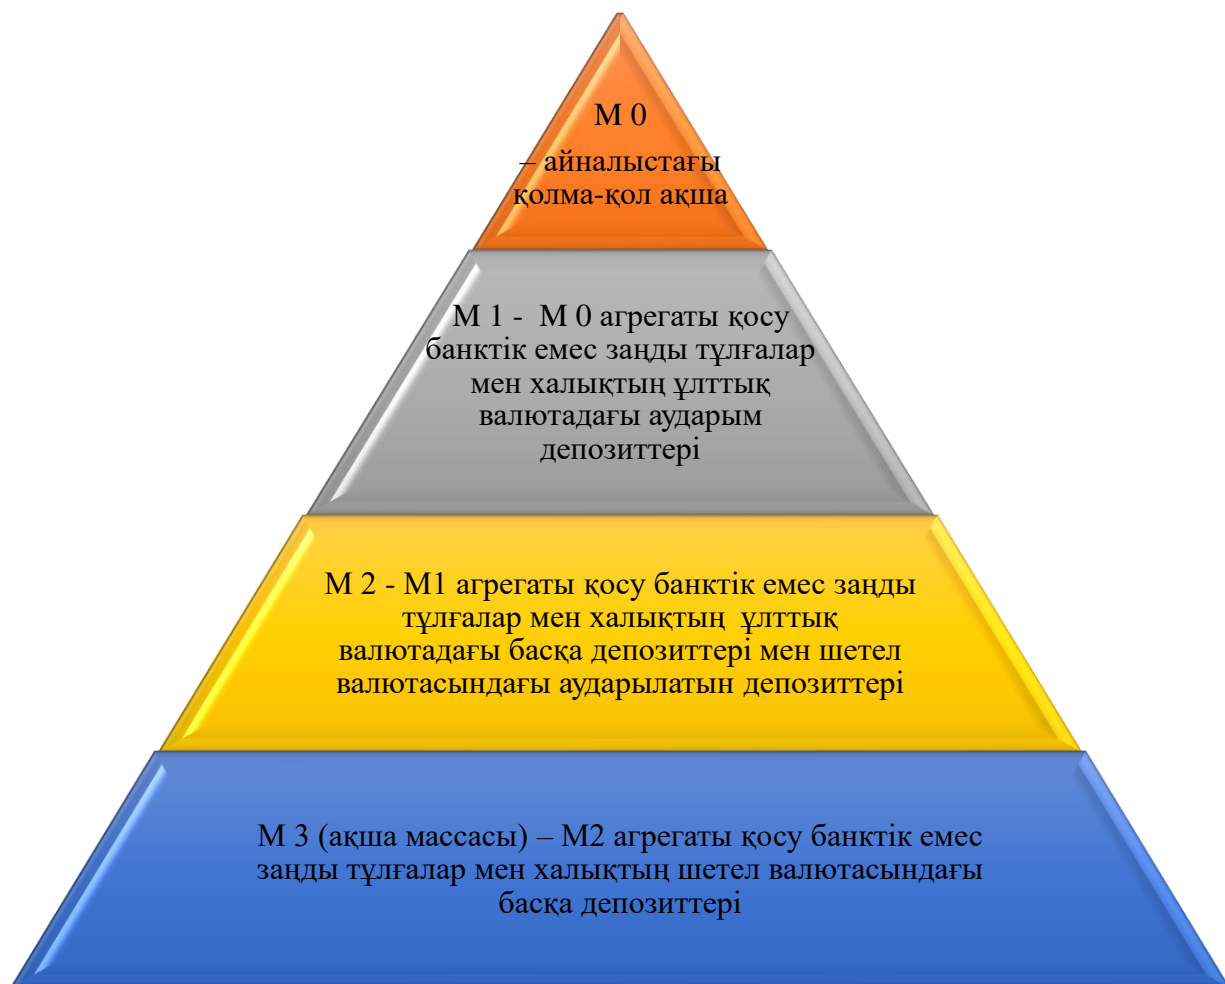 М 0
– айналыстағы
қолма-қол ақша
М 1 -  М 0 агрегаты қосу
банктік емес заңды тұлғалар
мен халықтың ұлттық
валютадағы аударым
депозиттері
М 2 - М1 агрегаты қосу банктік емес заңды
тұлғалар мен халықтың  ұлттық
валютадағы басқа депозиттері мен шетел
валютасындағы аударылатын депозиттері
М 3 (ақша массасы) – М2 агрегаты қосу банктік емес
заңды тұлғалар мен халықтың шетел валютасындағы
басқа депозиттері